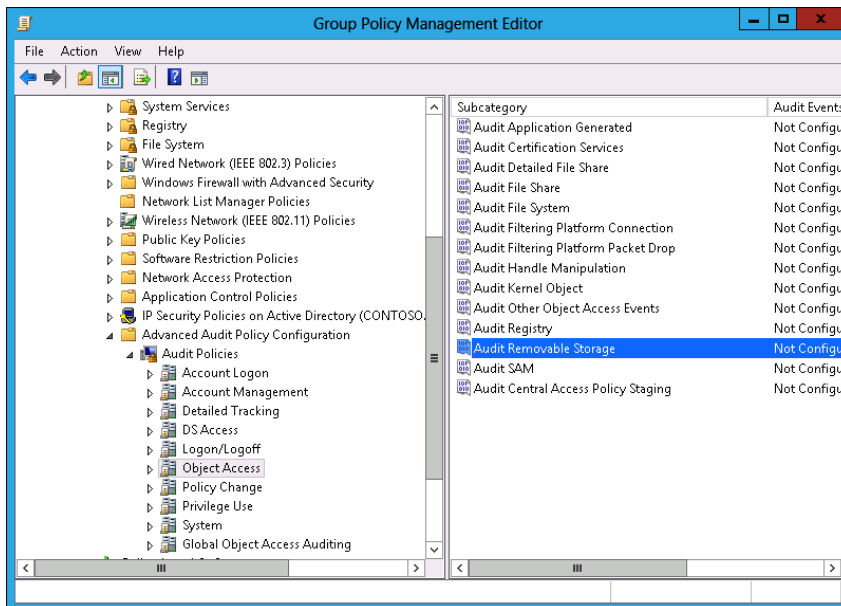 Group Policy Management Editor
File Action View Help
System Services
Registry
File System
Wired Network (IEEE 802.3) Policies
Windows Firewall with Advanced Security
Network List Manager Policies
Wireless Network (IEEE 802.11) Policies
Public Key Policies
Software Restriction Policies
Network Access Protection
Application Control Policies
IP Security Policies on Active Directory (CONTOSO.
Advanced Audit Policy Configuration
Audit Policies
Account Logon
Account Management
Detailed Tracking
DS Access
Logon/Logoff
Object Access
Policy Change
Privilege Use
System
Global Object Access Auditing
Subcategory Audit Events
Audit Application Generated Not Configu
Audit Certification Services Not Configu
Audit Detailed File Share Not Configu
Audit File Share Not Configu
Audit File System Not Configu
Audit Filtering Platform Connection Not Configu
Audit Filtering Platform Packet Drop Not Configu
Audit Handle Manipulation Not Configu
Audit Kernel Object Not Configu
Audit Other Object Access Events Not Configu
Audit Registry Not Configu
Audit Removable Storage Not Configu
Audit SAM Not Configu
Audit Central Access Policy Staging Not Configu